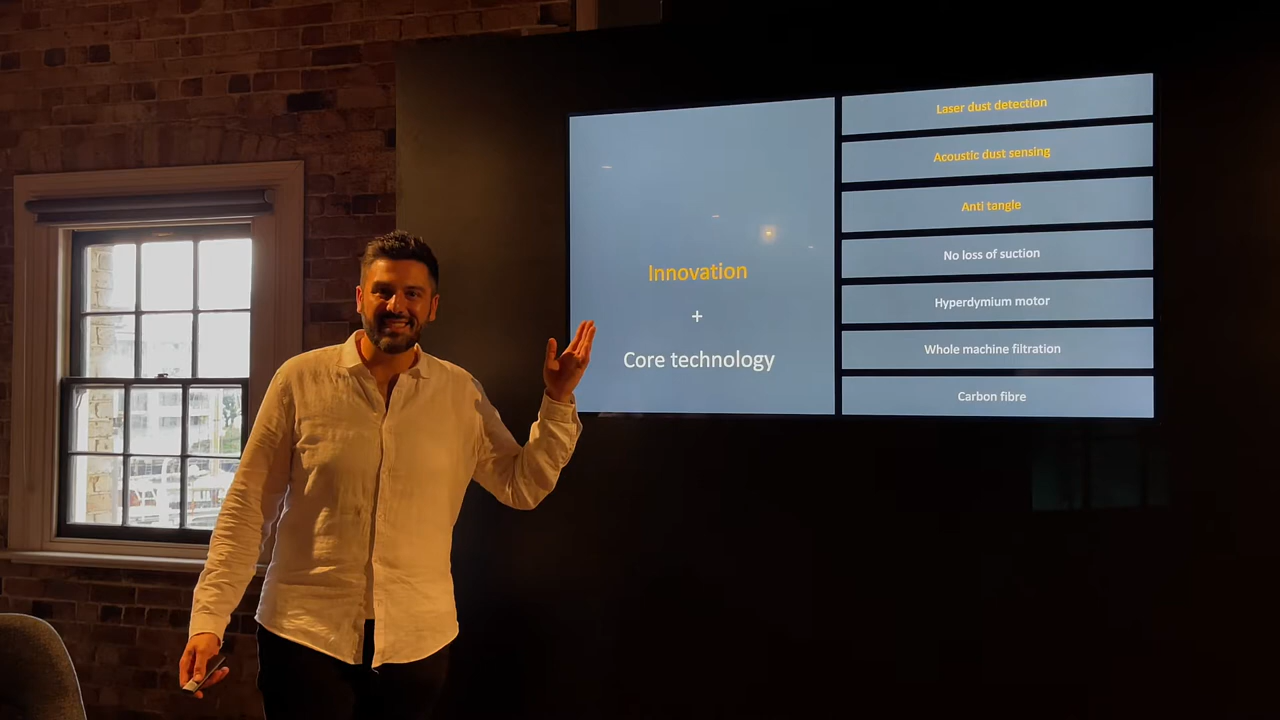 Innovation
+
Core technology
Laser dust detection
Acoustic dust sensing
Anti tangle
No loss of suction
Hyperdymium motor
Whole machine filtration
Carbon fibre